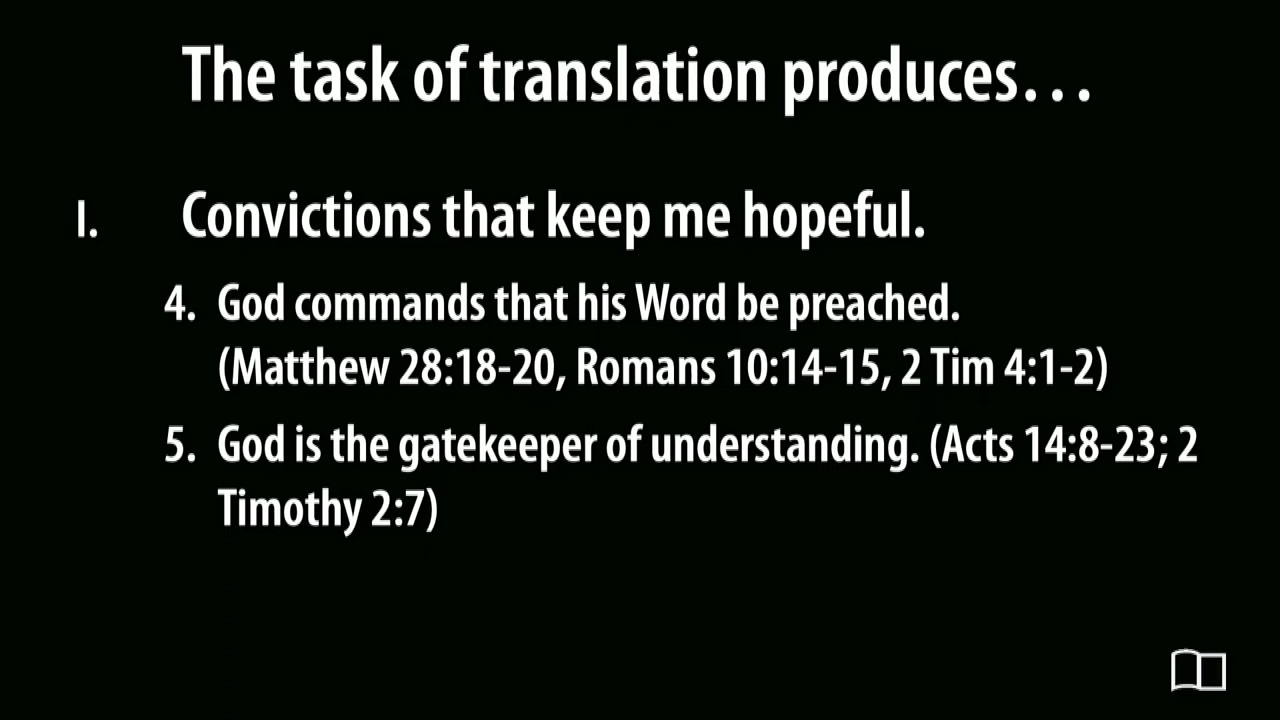 The task of translation produces…
I. Convictions that keep me hopeful.
4. God commands that his Word be preached.
(Matthew 28:18-20, Romans 10:14-15, 2 Tim 4:1-2)
5. God is the gatekeeper of understanding. (Acts 14:8-23; 2
Timothy 2:7)